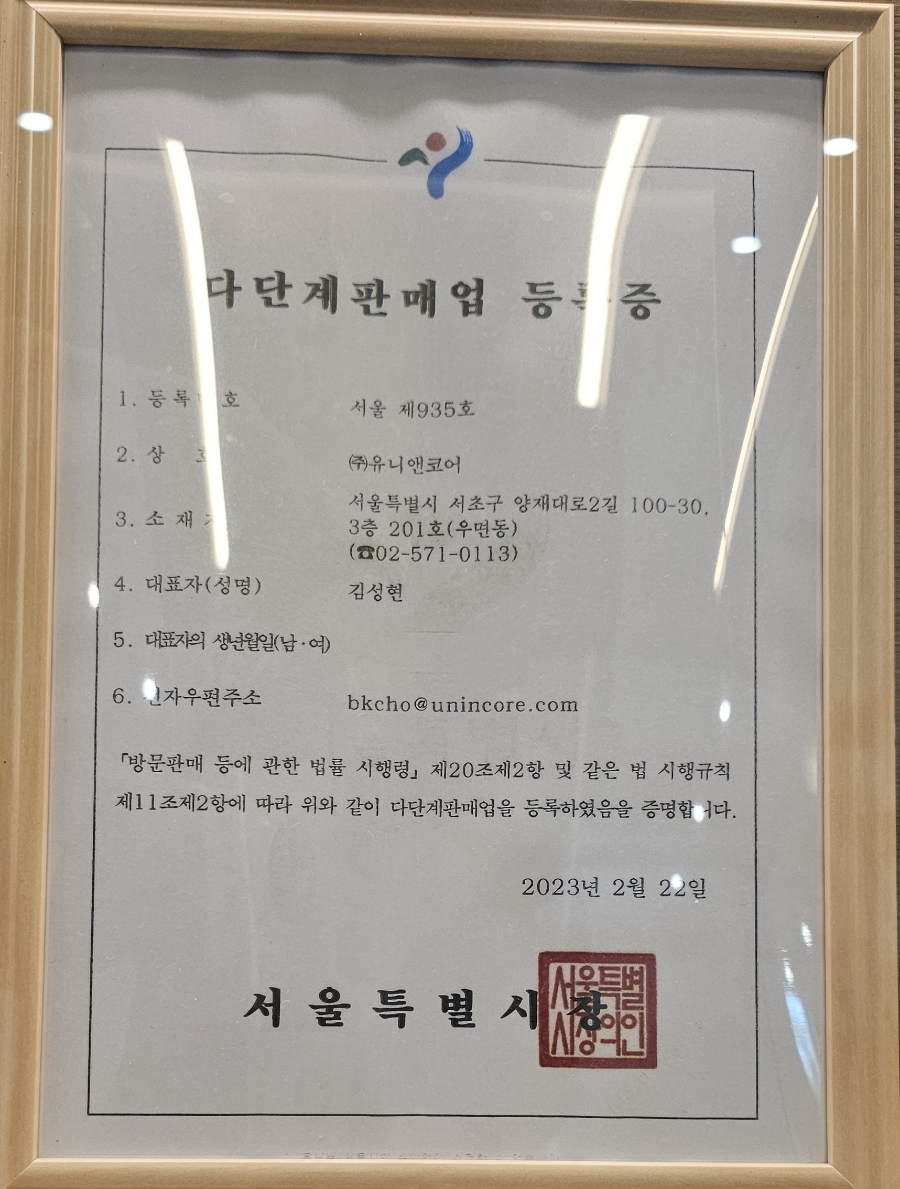 다단계판매업 등록증
1. 등록번호 서울 제935호
2. 상 호 ㈜유니앤코어
3. 소재지 서울특별시 서초구 양재대로2길 100-30,
3층 201호(우면동)
(☎02-571-0113)
4. 대표자(성명) 김성현
5. 대표자의 생년월일(남·여)
6. 전자우편주소 bkcho@unincore.com
「방문판매 등에 관한 법률 시행령」 제20조제2항 및 같은 법 시행규칙
제11조제2항에 따라 위와 같이 다단계판매업을 등록하였음을 증명합니다.
2023년 2월 22일
서울특별시장
서울특별
시장의인